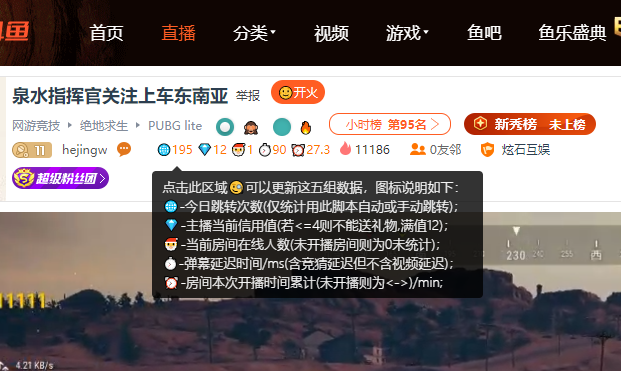 鱼
首页 直播 分类 视频 游戏 鱼吧 鱼乐盛典
泉水指挥官关注上车东南亚 举报 开火
网游竞技 绝地求生 PUBG lite 小时榜 第95名 新秀榜 未上榜
11 hejingw 195 12 1 90 27.3 11186 0友邻 炫石互娱
超级粉丝团
点击此区域可以更新这五组数据，图标说明如下：
-今日跳转次数(仅统计用此脚本自动或手动跳转);
-主播当前信用值(若<=4则不能送礼物,满值12);
-当前房间在线人数(未开播房间则为0未统计);
-弹幕延迟时间/ms(含竞猜延迟但不含视频延迟);
-房间本次开播时间累计(未开播则为<->)/min;
230 西
11111
4.21 KB/s